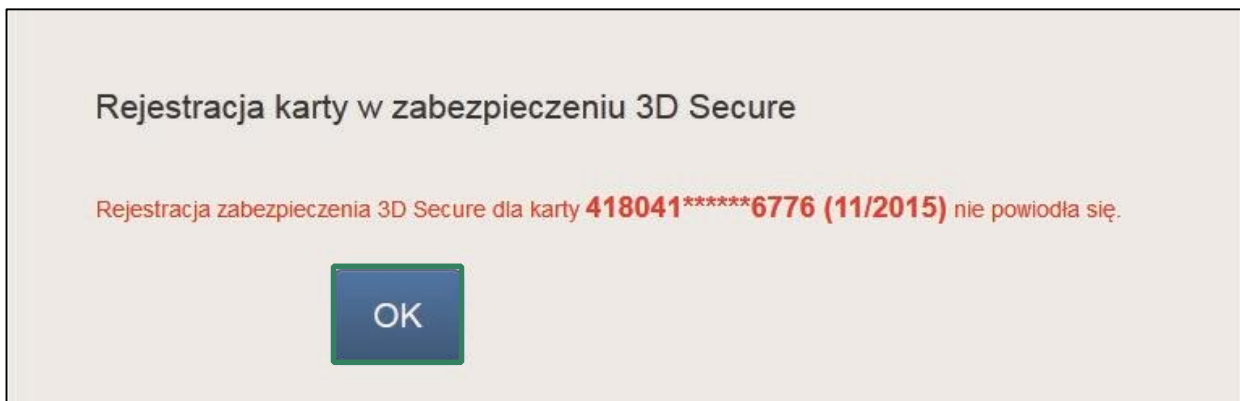 Rejestracja karty w zabezpieczeniu 3D Secure
Rejestracja zabezpieczenia 3D Secure dla karty 418041******6776 (11/2015) nie powiodła się.
OK